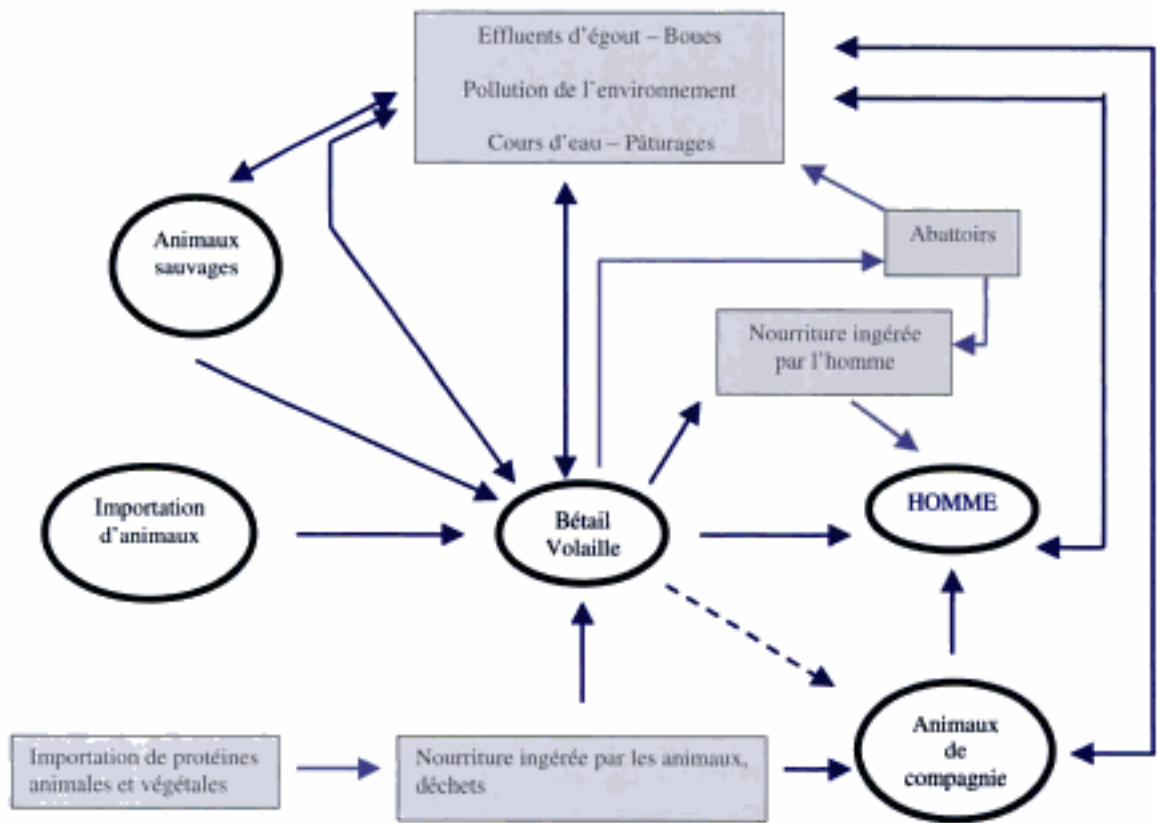 Effluents d'égout – Boues
Pollution de l'environnement
Cours d'eau – Pâturages
Animaux
sauvages
Abattoirs
Nourriture ingérée
par l'homme
Importation
d'animaux
Bétail
Volaille
HOMME
Importation de protéines
animales et végétales
Nourriture ingérée par les animaux,
déchets
Animaux
de
compagnie